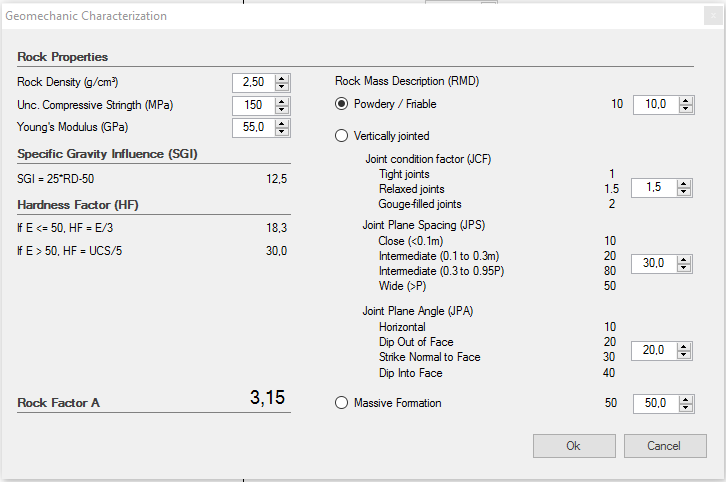 Geomechanic Characterization
x
Rock Properties
Rock Density (g/cm³) 2,50
Unc. Compressive Stringth (MPa) 150
Young's Modulus (GPa) 55,0
Specific Gravity Influence (SGI)
SGI = 25*RD-50 12,5
Hardness Factor (HF)
If E <= 50, HF = E/3 18,3
If E > 50, HF = UCS/5 30,0
Rock Factor A 3,15
Rock Mass Description (RMD)
Powdery / Friable 10 10,0
Vertically jointed
Joint condition factor (JCF)
Tight joints 1
Relaxed joints 1.5 1,5
Gouge-filled joints 2
Joint Plane Spacing (JPS)
Close (<0.1m) 10
Intermediate (0.1 to 0.3m) 20 30,0
Intermediate (0.3 to 0.95P) 80
Wide (>P) 50
Joint Plane Angle (JPA)
Horizontal 10
Dip Out of Face 20 20,0
Strike Normal to Face 30
Dip Into Face 40
Massive Formation 50 50,0
Ok Cancel